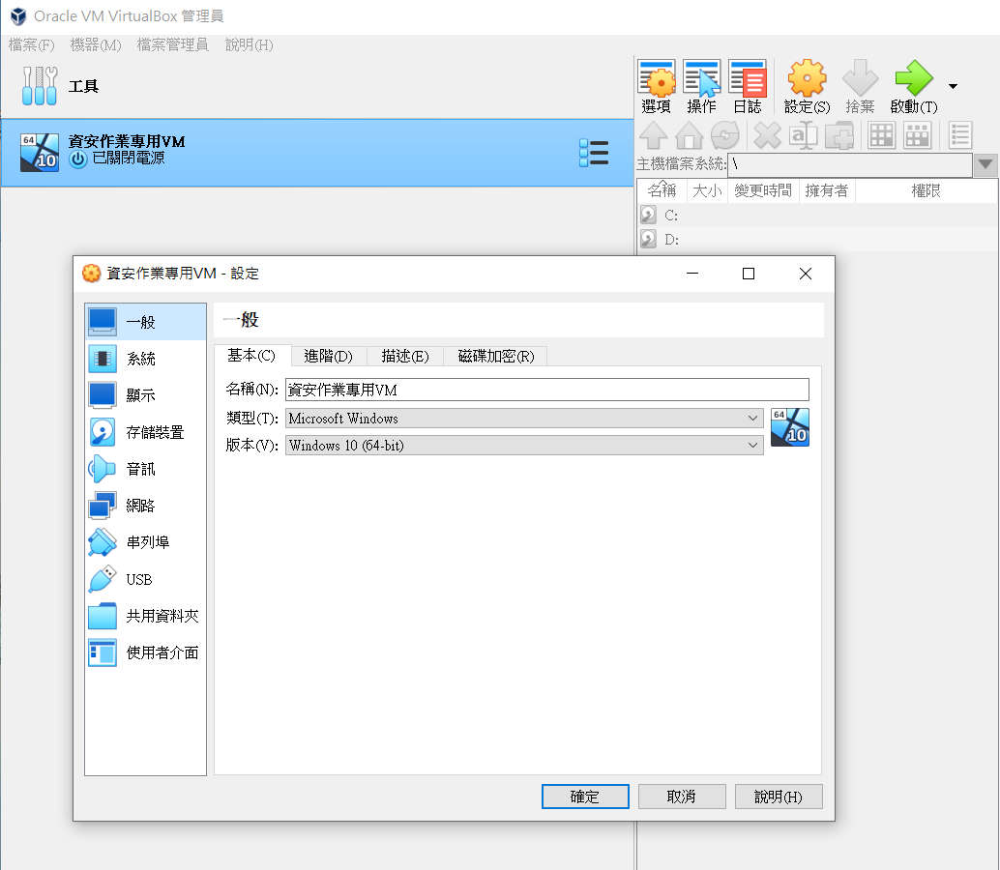 Oracle VM VirtualBox 管理員
檔案(F) 機器(M) 檔案管理員 說明(H)
工具
選項 操作 日誌 設定(S) 捨棄 啟動(T)
64 10 資安作業專用VM
已關閉電源
主機檔案系統: \
名稱 大小 變更時間 擁有者 權限
C:
D:
資安作業專用VM - 設定
一般
系統
顯示
存儲裝置
音訊
網路
串列埠
USB
共用資料夾
使用者介面
一般
基本(C) 進階(D) 描述(E) 磁碟加密(R)
名稱(N): 資安作業專用VM
類型(T): Microsoft Windows
版本(V): Windows 10 (64-bit)
64 10
確定 取消 說明(H)